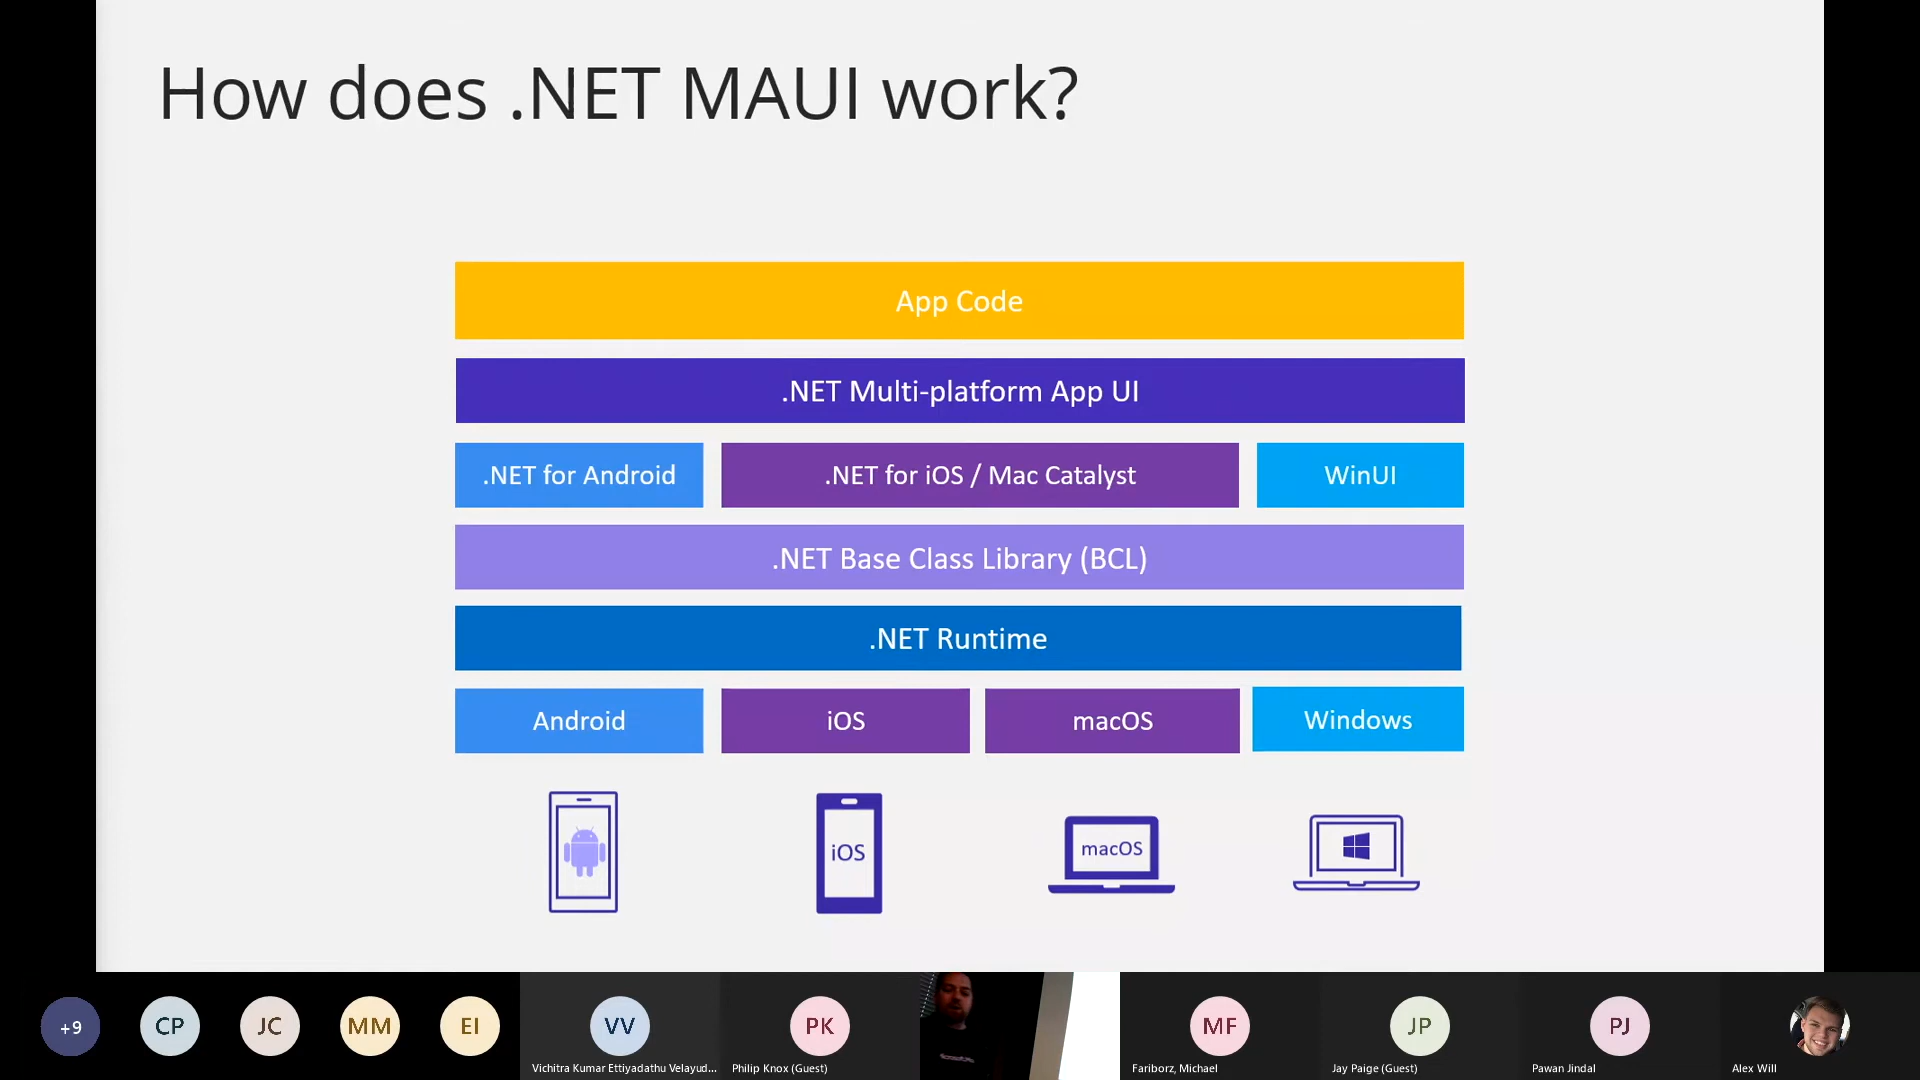 How does .NET MAUI work?
App Code
.NET Multi-platform App UI
.NET for Android
.NET for iOS / Mac Catalyst
WinUI
.NET Base Class Library (BCL)
.NET Runtime
Android
iOS
macOS
Windows
iOS
macOS
+9
CP
JC
MM
EI
VV
PK
MF
JP
PJ
Vichitra Kumar Ettiyadathu Velayud...
Philip Knox (Guest)
Fariborz, Michael
Jay Paige (Guest)
Pawan Jindal
Alex Will